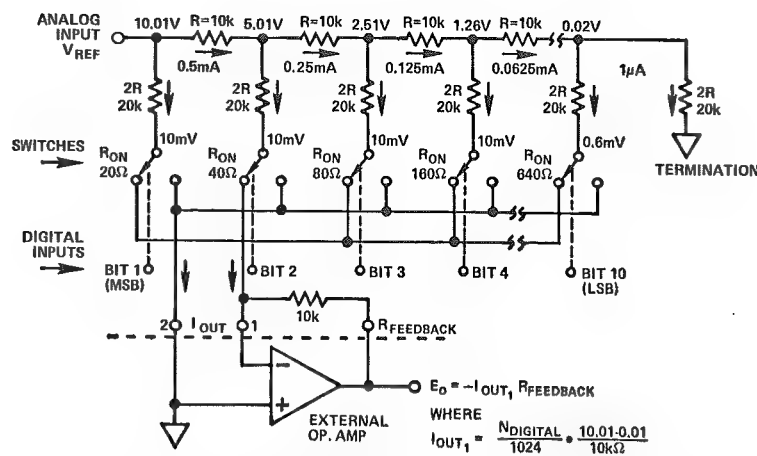 ANALOG
INPUT
VREF
10.01V
R=10k
5.01V
R=10k
2.51V
R=10k
1.26V
R=10k
0.02V
0.5mA
0.25mA
0.125mA
0.0625mA
1μA
2R
20k
2R
20k
2R
20k
2R
20k
2R
20k
2R
20k
10mV
10mV
10mV
10mV
0.6mV
TERMINATION
SWITCHES
RON
20Ω
RON
40Ω
RON
80Ω
RON
160Ω
RON
640Ω
DIGITAL
INPUTS
BIT 1
(MSB)
BIT 2
BIT 3
BIT 4
BIT 10
(LSB)
10k
2
IOUT
1
RFEEDBACK
−
+
EXTERNAL
OP. AMP
EO = −IOUT1 RFEEDBACK
WHERE
IOUT1 = NDIGITAL/1024 • 10.01-0.01/10kΩ